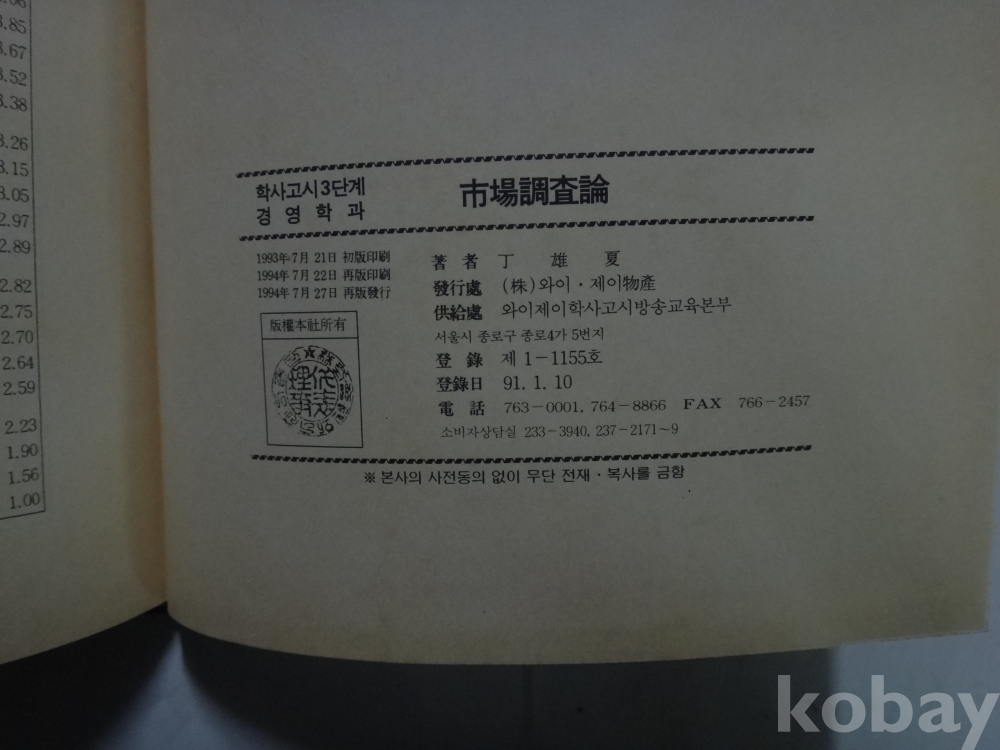 3.85
3.67
3.52
3.38
3.26
3.15
3.05
2.97
2.89
2.82
2.75
2.70
2.64
2.59
2.23
1.90
1.56
1.00
학사고시3단계
경영학과
市場調査論
1993年7月 21日 初版印刷
1994年7月 22日 再版印刷
1994年7月 27日 再版發行
版權本社所有
著者 丁雄夏
發行處 (株)와이·제이物産
供給處 와이제이학사고시방송교육본부
서울시 종로구 종로4가 5번지
登錄 제1-1155호
登錄日 91. 1. 10
電話 763-0001, 764-8866 FAX 766-2457
소비자상담실 233-3940, 237-2171~9
※ 본사의 사전동의 없이 무단 전재·복사를 금함
kobay